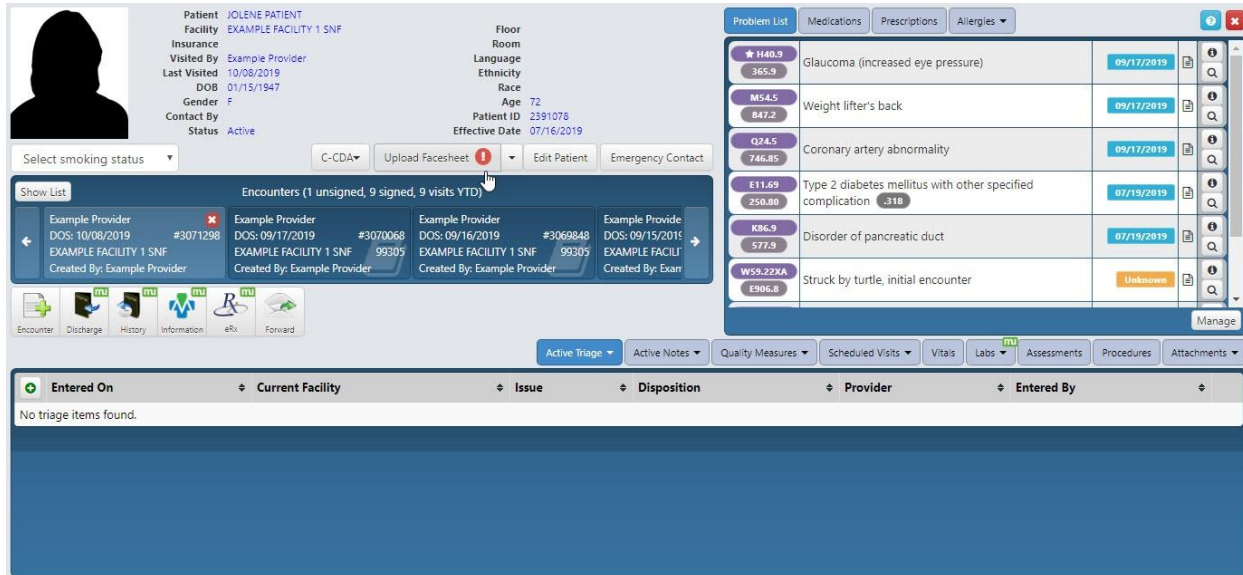 Patient JOLENE PATIENT
Facility EXAMPLE FACILITY 1 SNF
Insurance
Visited By Example Provider
Last Visited 10/08/2019
DOB 01/15/1947
Gender F
Contact By
Status Active
Floor
Room
Language
Ethnicity
Race
Age 72
Patient ID 2391078
Effective Date 07/16/2019
Select smoking status
C-CDA
Upload Facesheet
Edit Patient
Emergency Contact
Show List
Encounters (1 unsigned, 9 signed, 9 visits YTD)
Example Provider
DOS: 10/08/2019 #3071298
EXAMPLE FACILITY 1 SNF
Created By: Example Provider
Example Provider
DOS: 09/17/2019 #3070068
EXAMPLE FACILITY 1 SNF 99305
Created By: Example Provider
Example Provider
DOS: 09/16/2019 #3069848
EXAMPLE FACILITY 1 SNF 99305
Created By: Example Provider
Example Provide
DOS: 09/15/2019
EXAMPLE FACILIT
Created By: Exam
Encounter
mu
Discharge
mu
History
mu
Information
mu
eRx
Forward
Problem List
Medications
Prescriptions
Allergies
H40.9
365.9
Glaucoma (increased eye pressure)
09/17/2019
M54.5
847.2
Weight lifter's back
09/17/2019
Q24.5
746.85
Coronary artery abnormality
09/17/2019
E11.69
250.80
Type 2 diabetes mellitus with other specified
complication .318
07/19/2019
K86.9
577.9
Disorder of pancreatic duct
07/19/2019
W59.22XA
E906.8
Struck by turtle, initial encounter
Unknown
Manage
Active Triage
Active Notes
Quality Measures
Scheduled Visits
Vitals
Labs
mu
Assessments
Procedures
Attachments
Entered On
Current Facility
Issue
Disposition
Provider
Entered By
No triage items found.